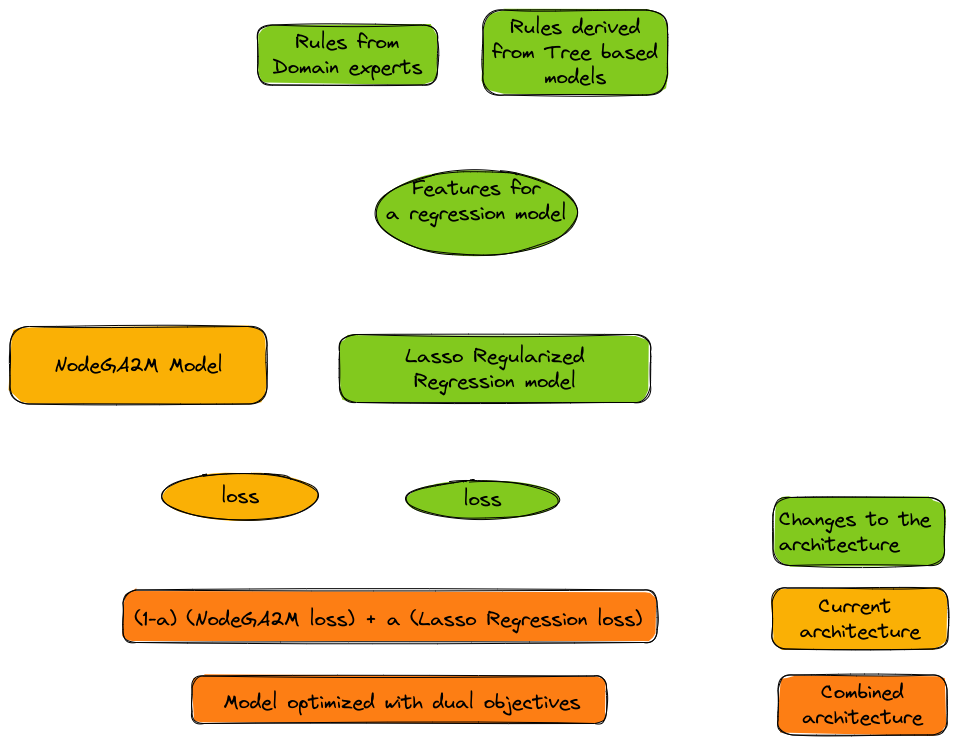 Rules from
Domain experts
Rules derived
from Tree based
models
Features for
a regression model
NodeGA2M Model
Lasso Regularized
Regression model
loss
loss
(1-a) (NodeGA2M loss) + a (Lasso Regression loss)
Model optimized with dual objectives
Changes to the
architecture
Current
architecture
Combined
architecture